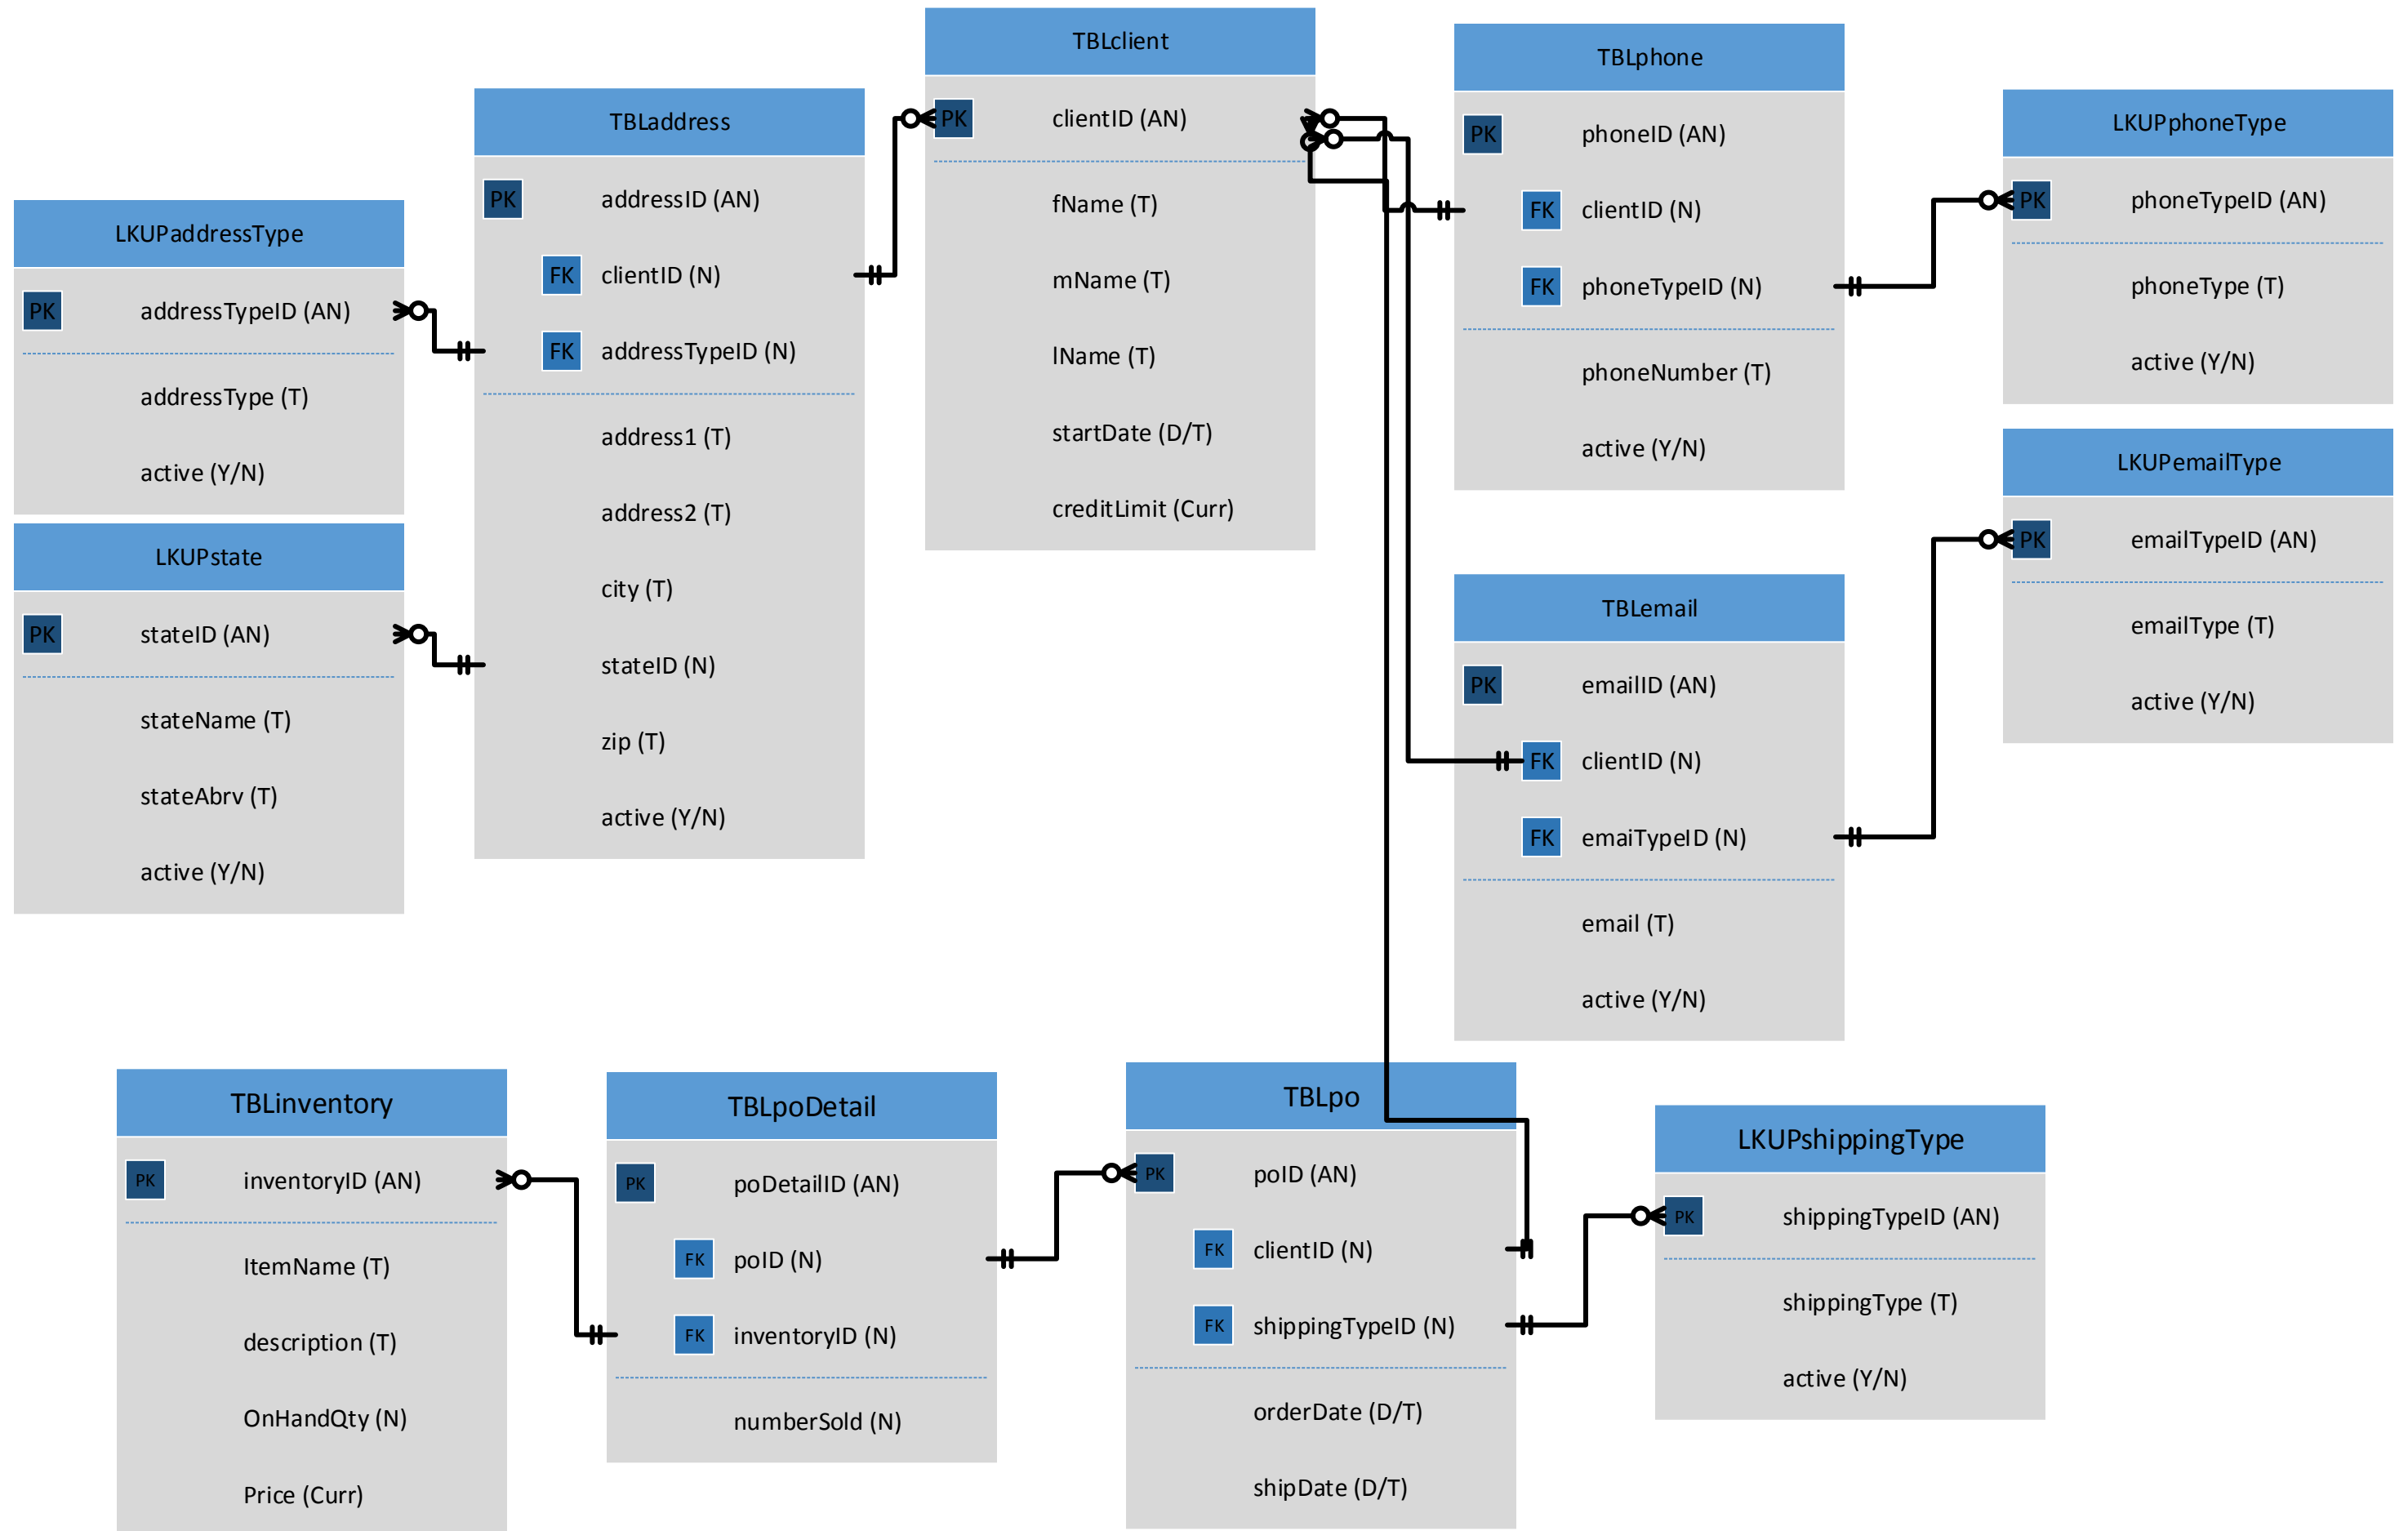 TBLclient
PK clientID (AN)
fName (T)
mName (T)
lName (T)
startDate (D/T)
creditLimit (Curr)
TBLphone
PK phoneID (AN)
FK clientID (N)
FK phoneTypeID (N)
phoneNumber (T)
active (Y/N)
LKUPphoneType
PK phoneTypeID (AN)
phoneType (T)
active (Y/N)
TBLaddress
PK addressID (AN)
FK clientID (N)
FK addressTypeID (N)
address1 (T)
address2 (T)
city (T)
stateID (N)
zip (T)
active (Y/N)
LKUPaddressType
PK addressTypeID (AN)
addressType (T)
active (Y/N)
LKUPstate
PK stateID (AN)
stateName (T)
stateAbrv (T)
active (Y/N)
LKUPemailType
PK emailTypeID (AN)
emailType (T)
active (Y/N)
TBLemail
PK emailID (AN)
FK clientID (N)
FK emaiTypeID (N)
email (T)
active (Y/N)
TBLinventory
PK inventoryID (AN)
ItemName (T)
description (T)
OnHandQty (N)
Price (Curr)
TBLpoDetail
PK poDetailID (AN)
FK poID (N)
FK inventoryID (N)
numberSold (N)
TBLpo
PK poID (AN)
FK clientID (N)
FK shippingTypeID (N)
orderDate (D/T)
shipDate (D/T)
LKUPshippingType
PK shippingTypeID (AN)
shippingType (T)
active (Y/N)